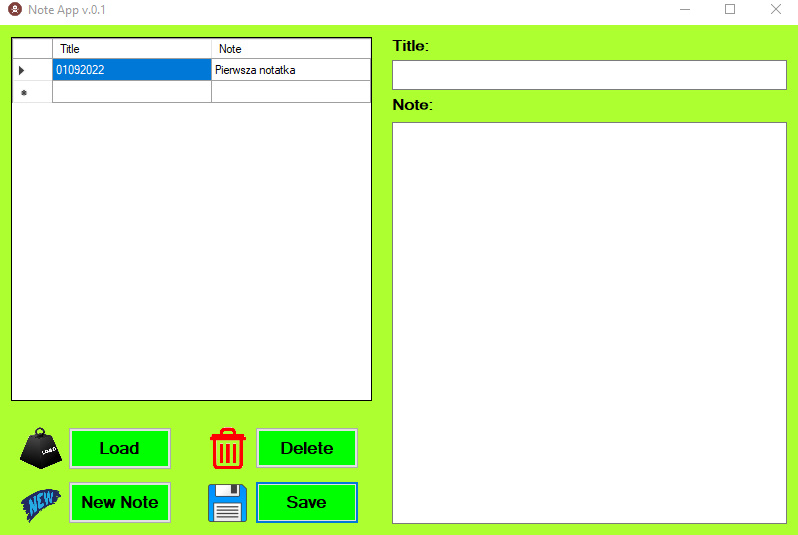 Note App v.0.1
Title Note
01092022 Pierwsza notatka
Title:
Note:
LOAD Load
Delete
NEW New Note
Save